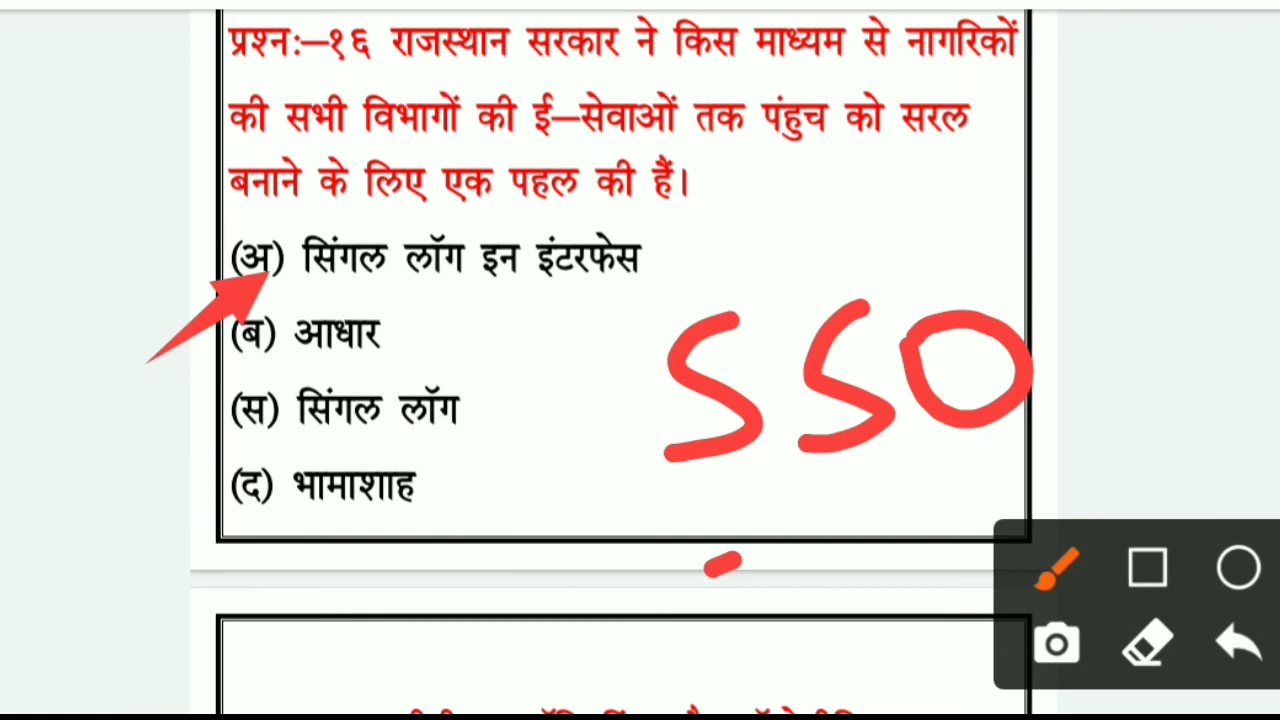 प्रश्नः–१६ राजस्थान सरकार ने किस माध्यम से नागरिकों
की सभी विभागों की ई–सेवाओं तक पंहुच को सरल
बनाने के लिए एक पहल की हैं।
(अ) सिंगल लॉग इन इंटरफेस
(ब) आधार
(स) सिंगल लॉग
(द) भामाशाह
SSO